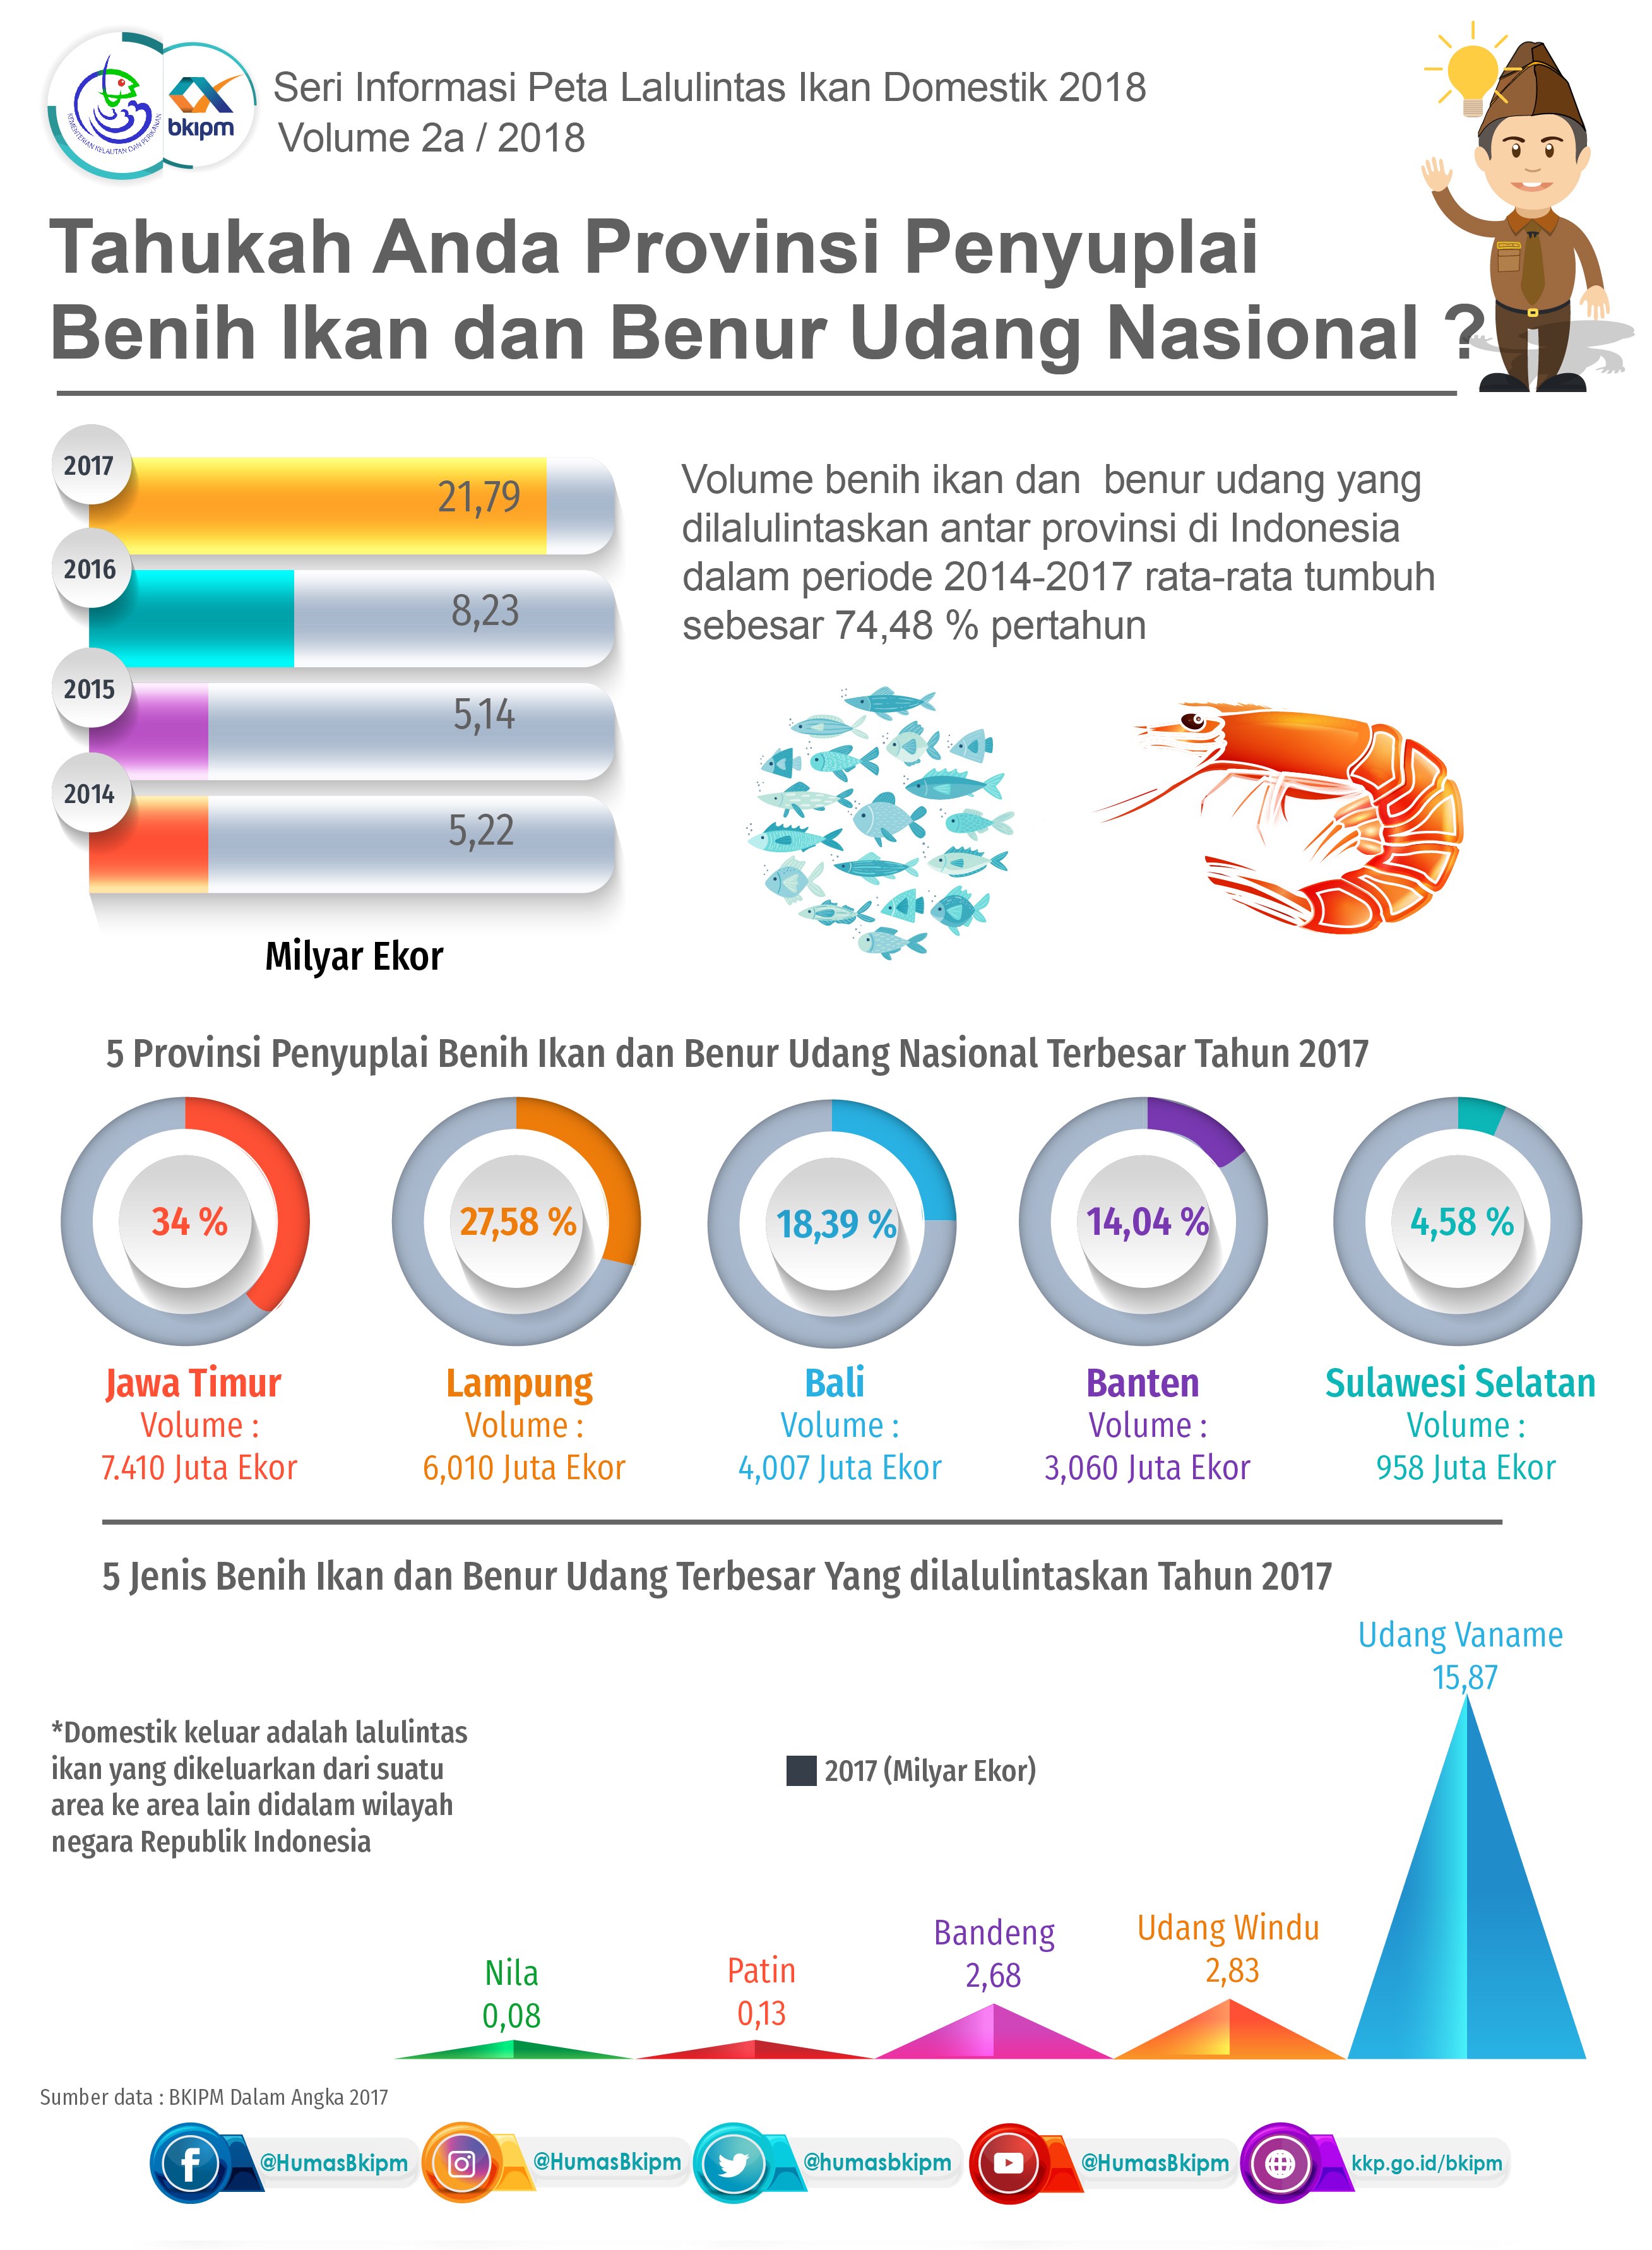 KEMENTERIAN KELAUTAN DAN PERIKANAN
bkipm
Seri Informasi Peta Lalulintas Ikan Domestik 2018
Volume 2a / 2018
Tahukah Anda Provinsi Penyuplai
Benih Ikan dan Benur Udang Nasional ?
2017
21,79
2016
8,23
2015
5,14
2014
5,22
Milyar Ekor
Volume benih ikan dan benur udang yang
dilalulintaskan antar provinsi di Indonesia
dalam periode 2014-2017 rata-rata tumbuh
sebesar 74,48 % pertahun
5 Provinsi Penyuplai Benih Ikan dan Benur Udang Nasional Terbesar Tahun 2017
34 %
Jawa Timur
Volume :
7.410 Juta Ekor
27,58 %
Lampung
Volume :
6,010 Juta Ekor
18,39 %
Bali
Volume :
4,007 Juta Ekor
14,04 %
Banten
Volume :
3,060 Juta Ekor
4,58 %
Sulawesi Selatan
Volume :
958 Juta Ekor
5 Jenis Benih Ikan dan Benur Udang Terbesar Yang dilalulintaskan Tahun 2017
*Domestik keluar adalah lalulintas
ikan yang dikeluarkan dari suatu
area ke area lain didalam wilayah
negara Republik Indonesia
2017 (Milyar Ekor)
Nila
0,08
Patin
0,13
Bandeng
2,68
Udang Windu
2,83
Udang Vaname
15,87
Sumber data : BKIPM Dalam Angka 2017
@HumasBkipm
@HumasBkipm
@humasbkipm
@HumasBkipm
kkp.go.id/bkipm